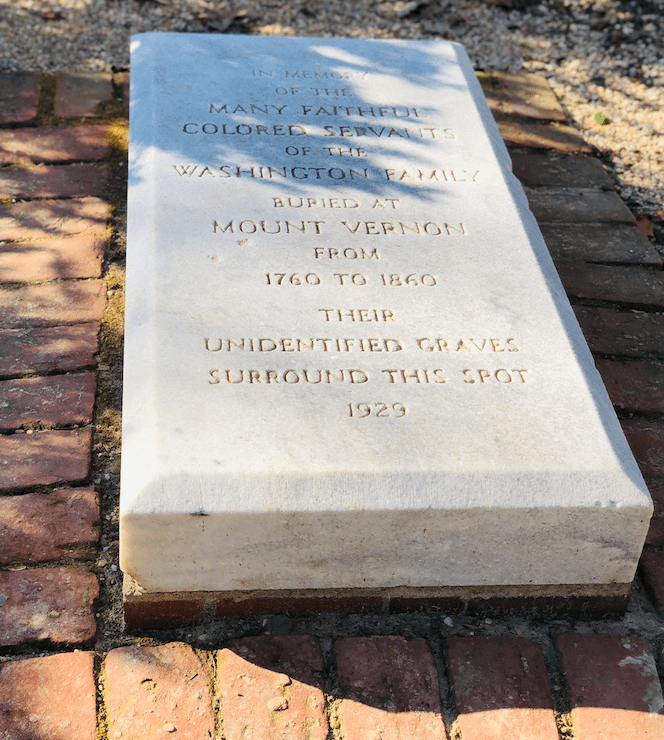 IN MEMORY
OF THE
MANY FAITHFUL
COLORED SERVANTS
OF THE
WASHINGTON FAMILY
BURIED AT
MOUNT VERNON
FROM
1760 TO 1860
THEIR
UNIDENTIFIED GRAVES
SURROUND THIS SPOT
1929